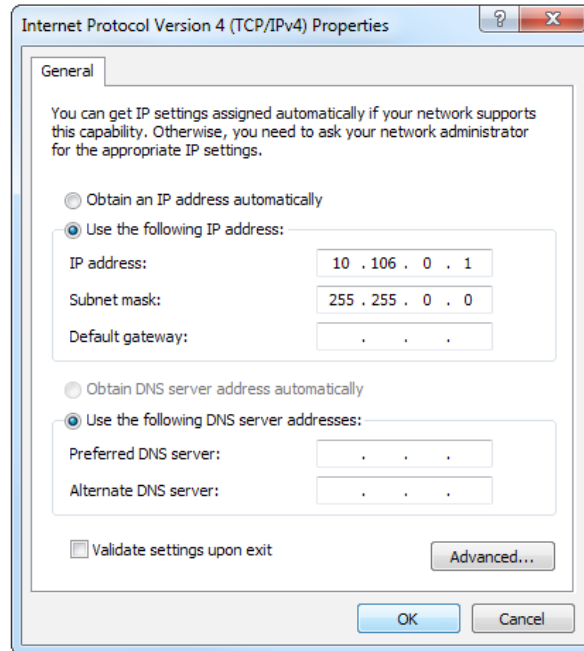 Internet Protocol Version 4 (TCP/IPv4) Properties
?
General
You can get IP settings assigned automatically if your network supports
this capability. Otherwise, you need to ask your network administrator
for the appropriate IP settings.
Obtain an IP address automatically
Use the following IP address:
IP address: 10 . 106 . 0 . 1
Subnet mask: 255 . 255 . 0 . 0
Default gateway: . . .
Obtain DNS server address automatically
Use the following DNS server addresses:
Preferred DNS server: . . .
Alternate DNS server: . . .
Validate settings upon exit
Advanced...
OK Cancel